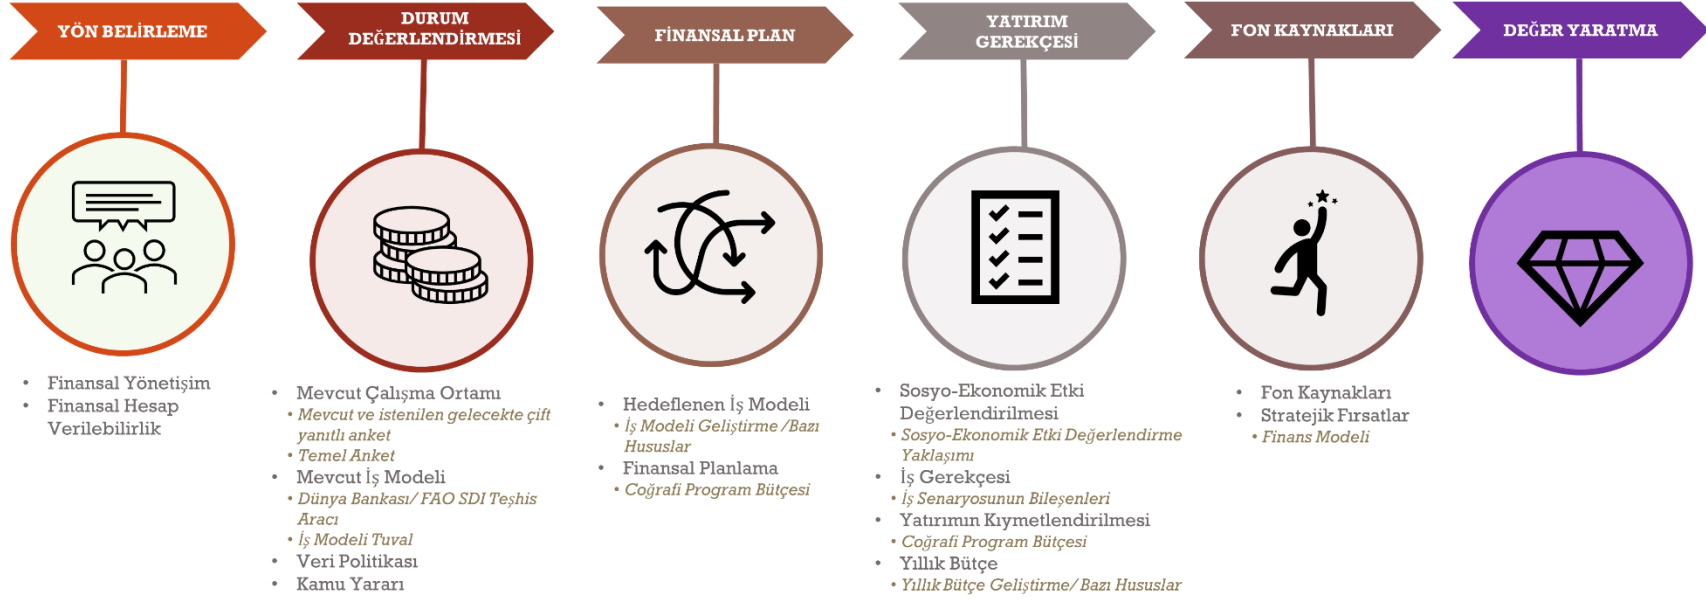 YÖN BELİRLEME
DURUM
DEĞERLENDİRMESİ
FİNANSAL PLAN
YATIRIM
GEREKÇESİ
FON KAYNAKLARI
DEĞER YARATMA
• Finansal Yönetişim
• Finansal Hesap
Verilebilirlik
• Mevcut Çalışma Ortamı
• Mevcut ve istenilen gelecekte çift
yanıtlı anket
• Temel Anket
• Mevcut İş Modeli
• Dünya Bankası/ FAO SDI Teşhis
Aracı
• İş Modeli Tuval
• Veri Politikası
• Kamu Yararı
• Hedeflenen İş Modeli
• İş Modeli Geliştirme /Bazı
Hususlar
• Finansal Planlama
• Coğrafi Program Bütçesi
• Sosyo-Ekonomik Etki
Değerlendirilmesi
• Sosyo-Ekonomik Etki Değerlendirme
Yaklaşımı
• İş Gerekçesi
• İş Senaryosunun Bileşenleri
• Yatırımın Kıymetlendirilmesi
• Coğrafi Program Bütçesi
• Yıllık Bütçe
• Yıllık Bütçe Geliştirme/ Bazı Hususlar
• Fon Kaynakları
• Stratejik Fırsatlar
• Finans Modeli